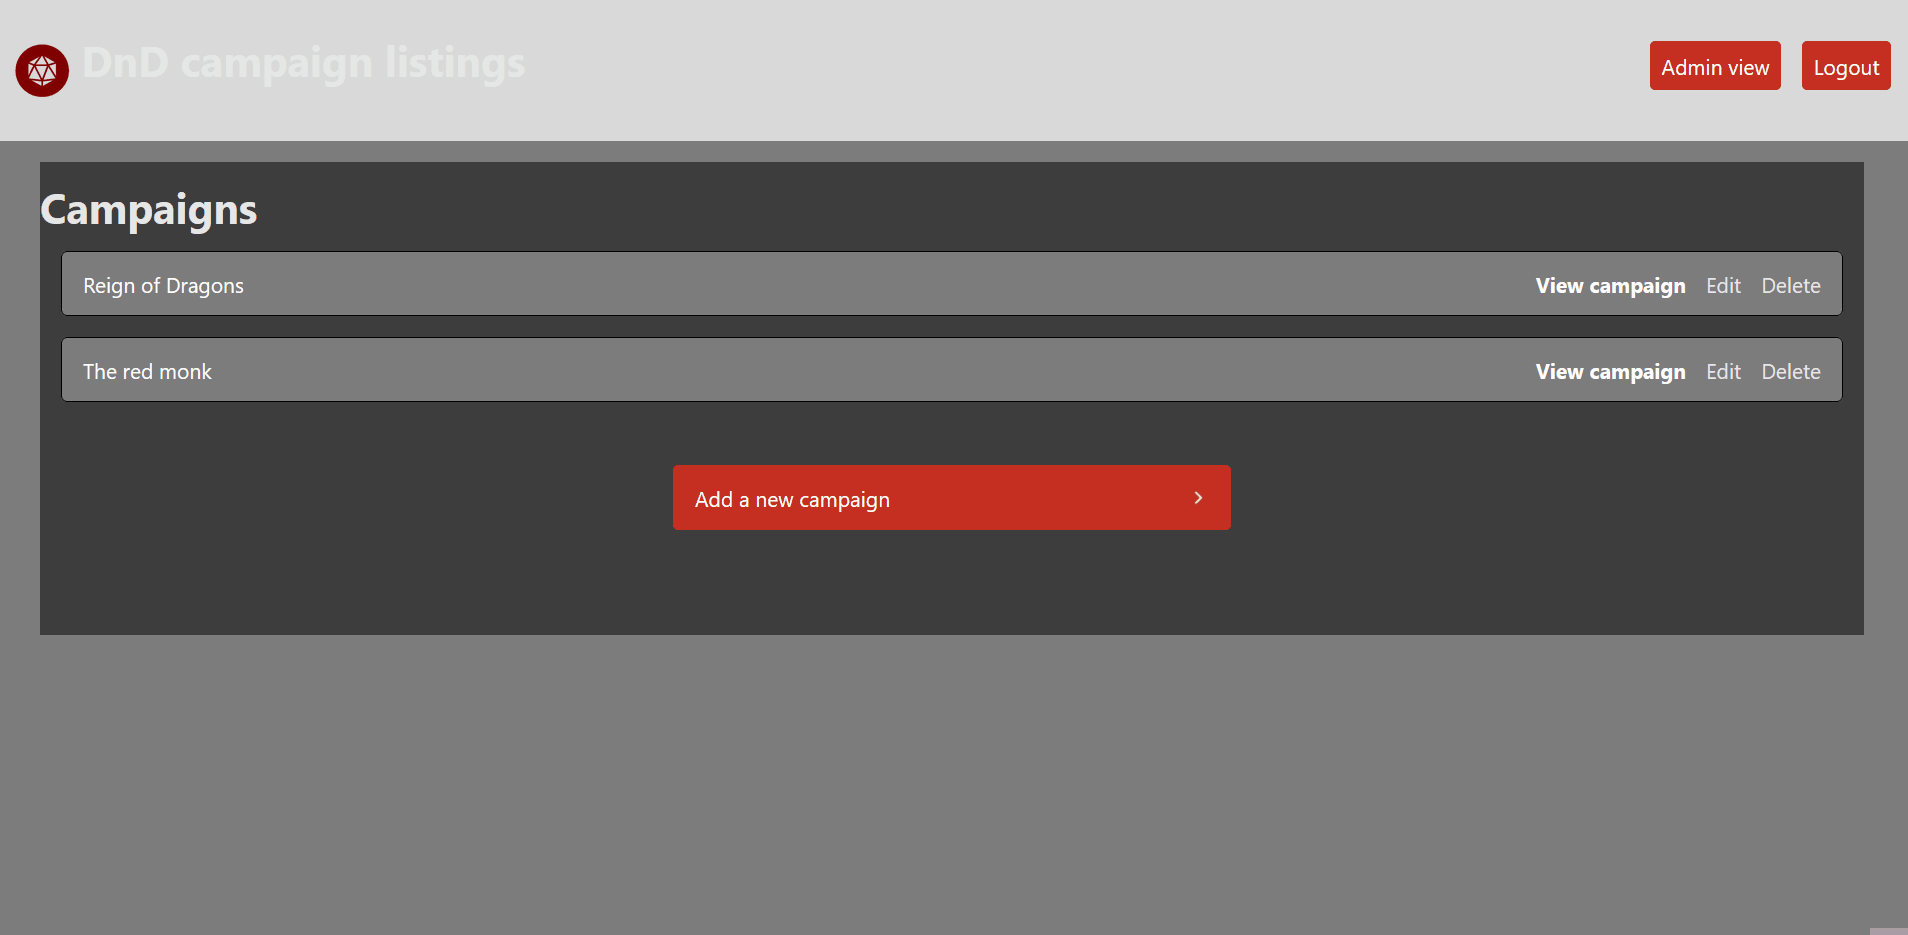 DnD campaign listings
Admin view
Logout
Campaigns
Reign of Dragons
View campaign Edit Delete
The red monk
View campaign Edit Delete
Add a new campaign